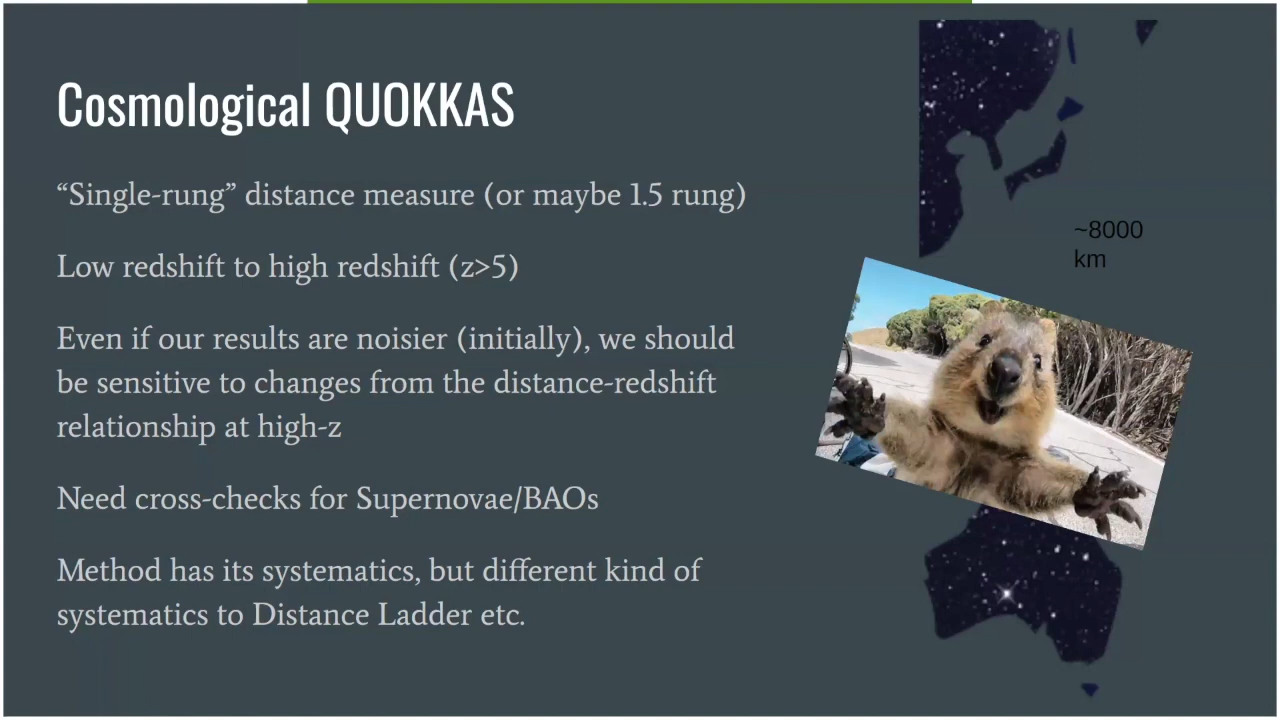 Cosmological QUOKKAS
“Single-rung” distance measure (or maybe 1.5 rung)
Low redshift to high redshift (z>5)
Even if our results are noisier (initially), we should
be sensitive to changes from the distance-redshift
relationship at high-z
Need cross-checks for Supernovae/BAOs
Method has its systematics, but different kind of
systematics to Distance Ladder etc.
~8000
km